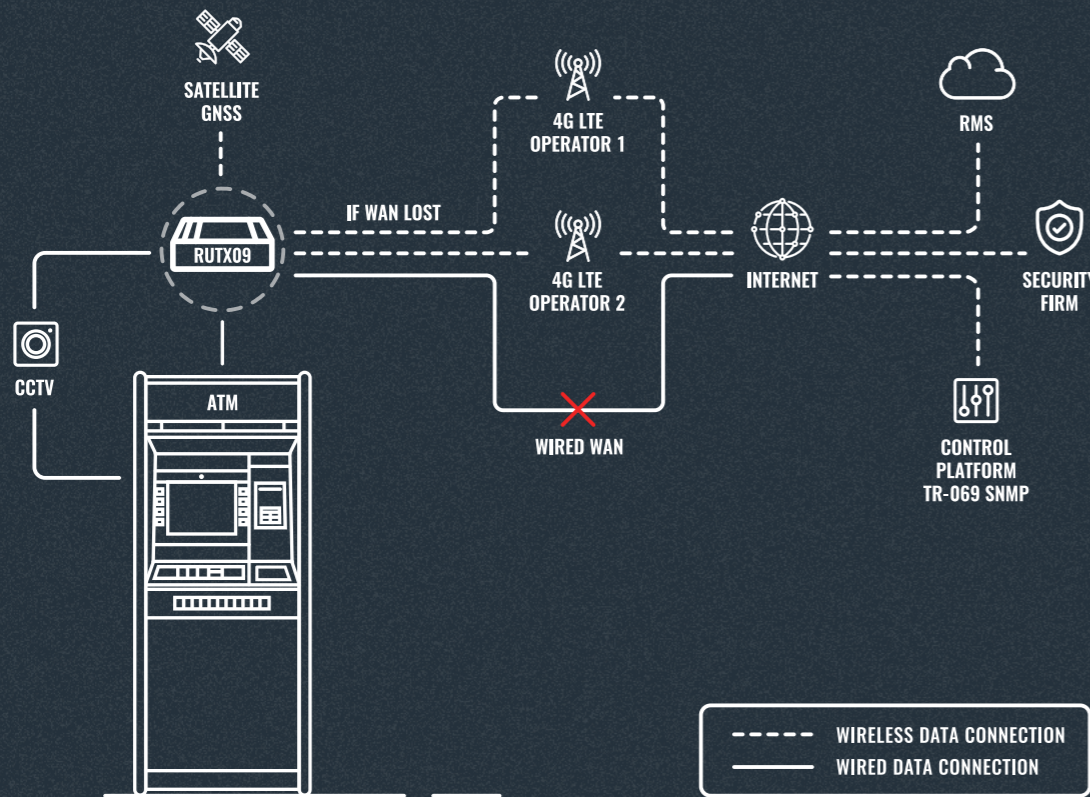 SATELLITE
GNSS
4G LTE
OPERATOR 1
RMS
IF WAN LOST
RUTX09
4G LTE
OPERATOR 2
INTERNET
SECURITY
FIRM
CCTV
ATM
WIRED WAN
CONTROL
PLATFORM
TR-069 SNMP
WIRELESS DATA CONNECTION
WIRED DATA CONNECTION